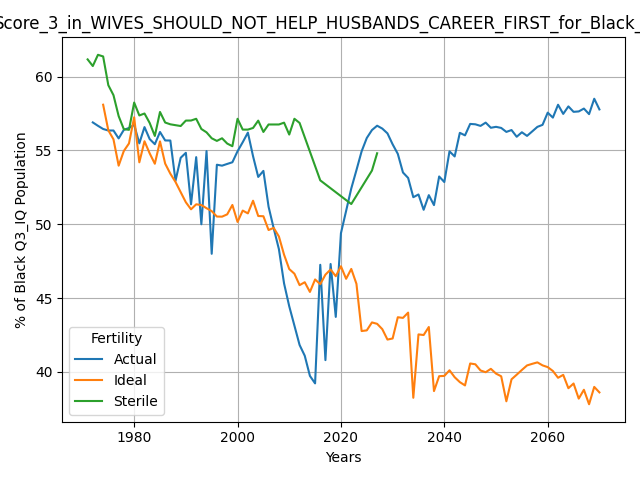 Score_3_in_WIVES_SHOULD_NOT_HELP_HUSBANDS_CAREER_FIRST_for_Black_
% of Black Q3_IQ Population
60
55
50
45
40
Fertility
Actual
Ideal
Sterile
1980 2000 2020 2040 2060
Years